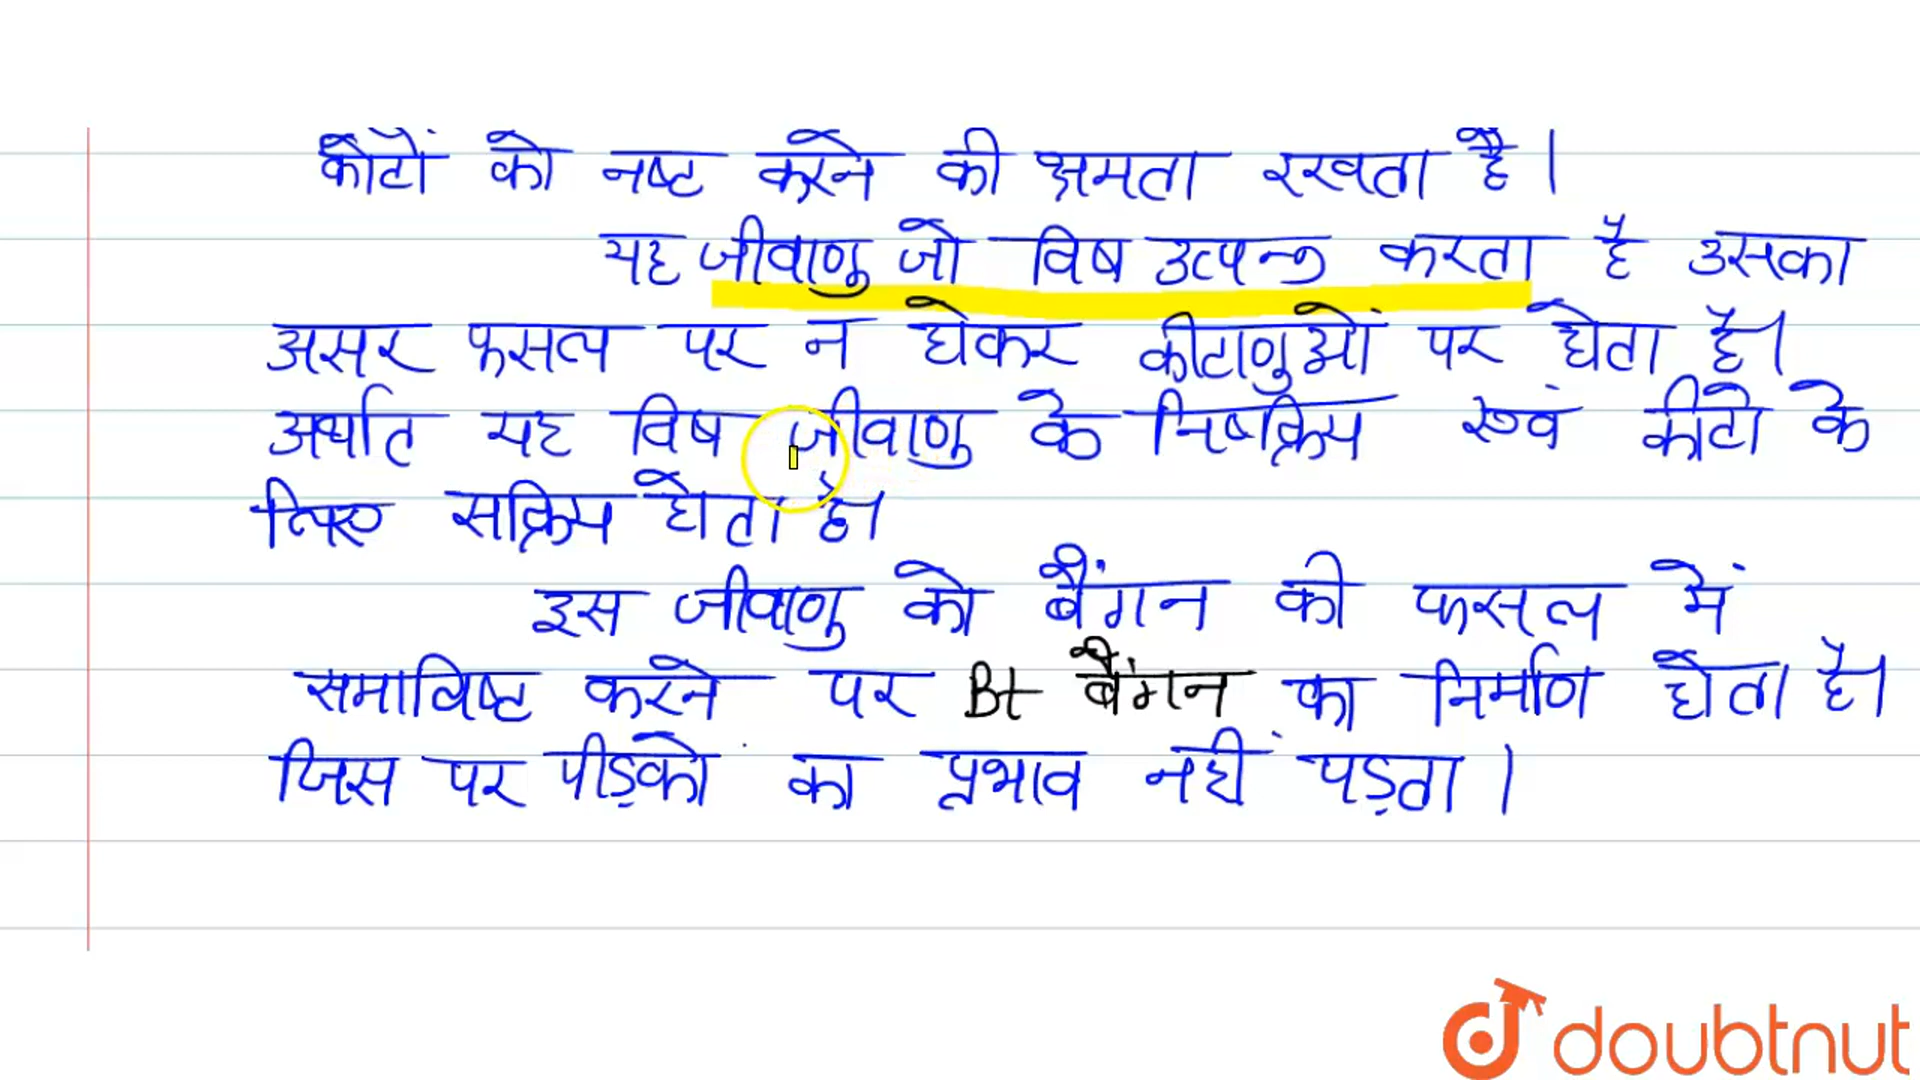 कीटों को नष्ट करने की क्षमता रखता है।
यह जीवाणु जो विष उत्पन्न करता है उसका
असर फसल पर न होकर कीटाणुओं पर होता है।
अर्थात यह विष जीवाणु के निष्क्रिय एवं कीटो के
लिए सक्रिय होता है।
इस जीवाणु को बैंगन की फसल में
समाविष्ट करने पर Bt बैंगन का निर्माण होता है।
जिस पर पीड़को का प्रभाव नहीं पड़ता।
doubtnut